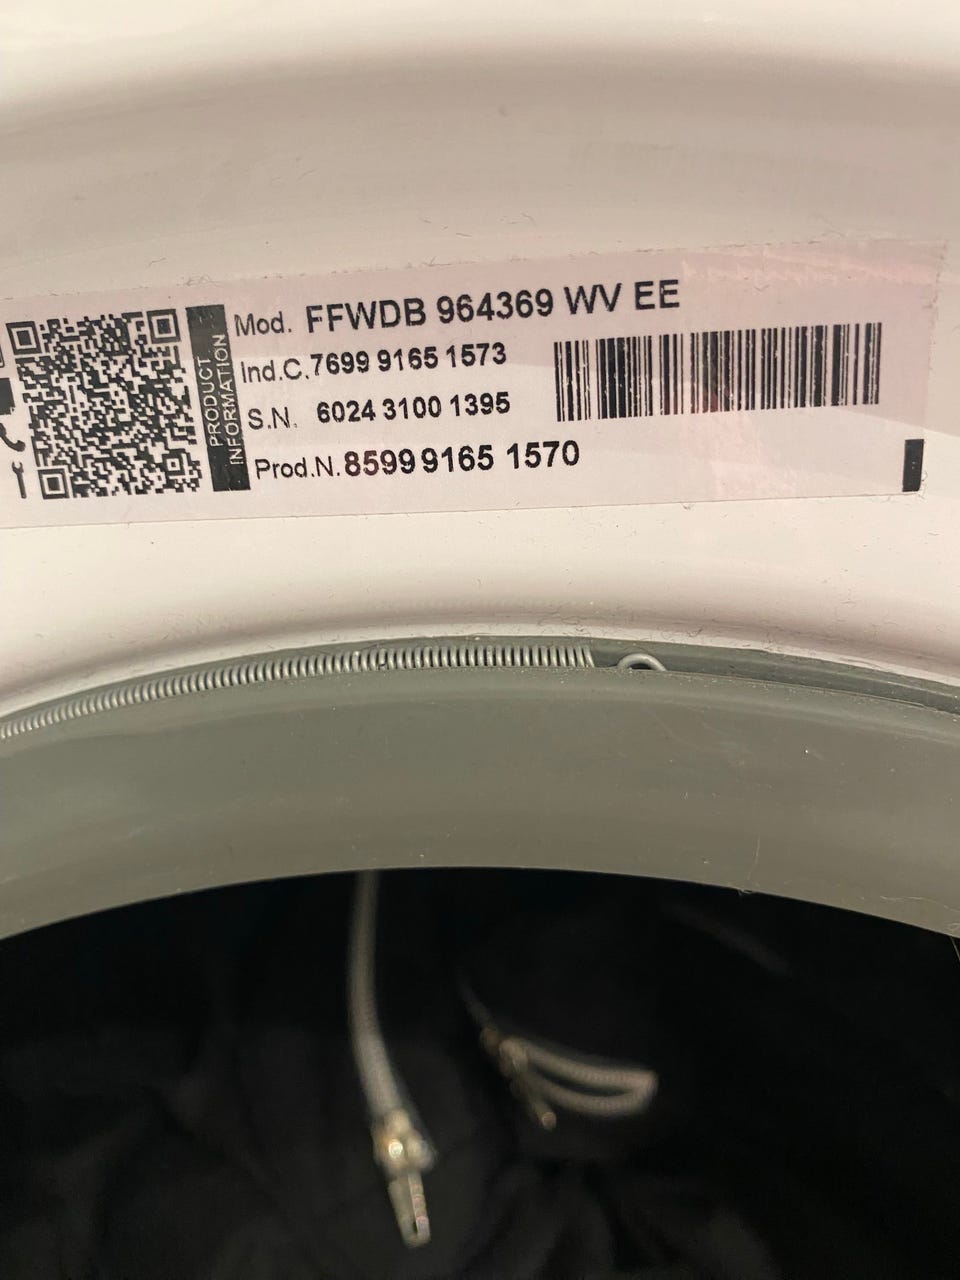 PRODUCT
INFORMATION
Mod. FFWDB 964369 WV EE
Ind.C.7699 9165 1573
S.N. 6024 3100 1395
Prod.N.8599 9165 1570